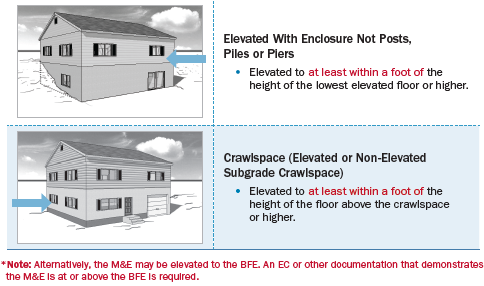 Elevated With Enclosure Not Posts,
Piles or Piers
• Elevated to at least within a foot of the
height of the lowest elevated floor or higher.
Crawlspace (Elevated or Non-Elevated
Subgrade Crawlspace)
• Elevated to at least within a foot of the
height of the floor above the crawlspace
or higher.
*Note: Alternatively, the M&E may be elevated to the BFE. An EC or other documentation that demonstrates
the M&E is at or above the BFE is required.